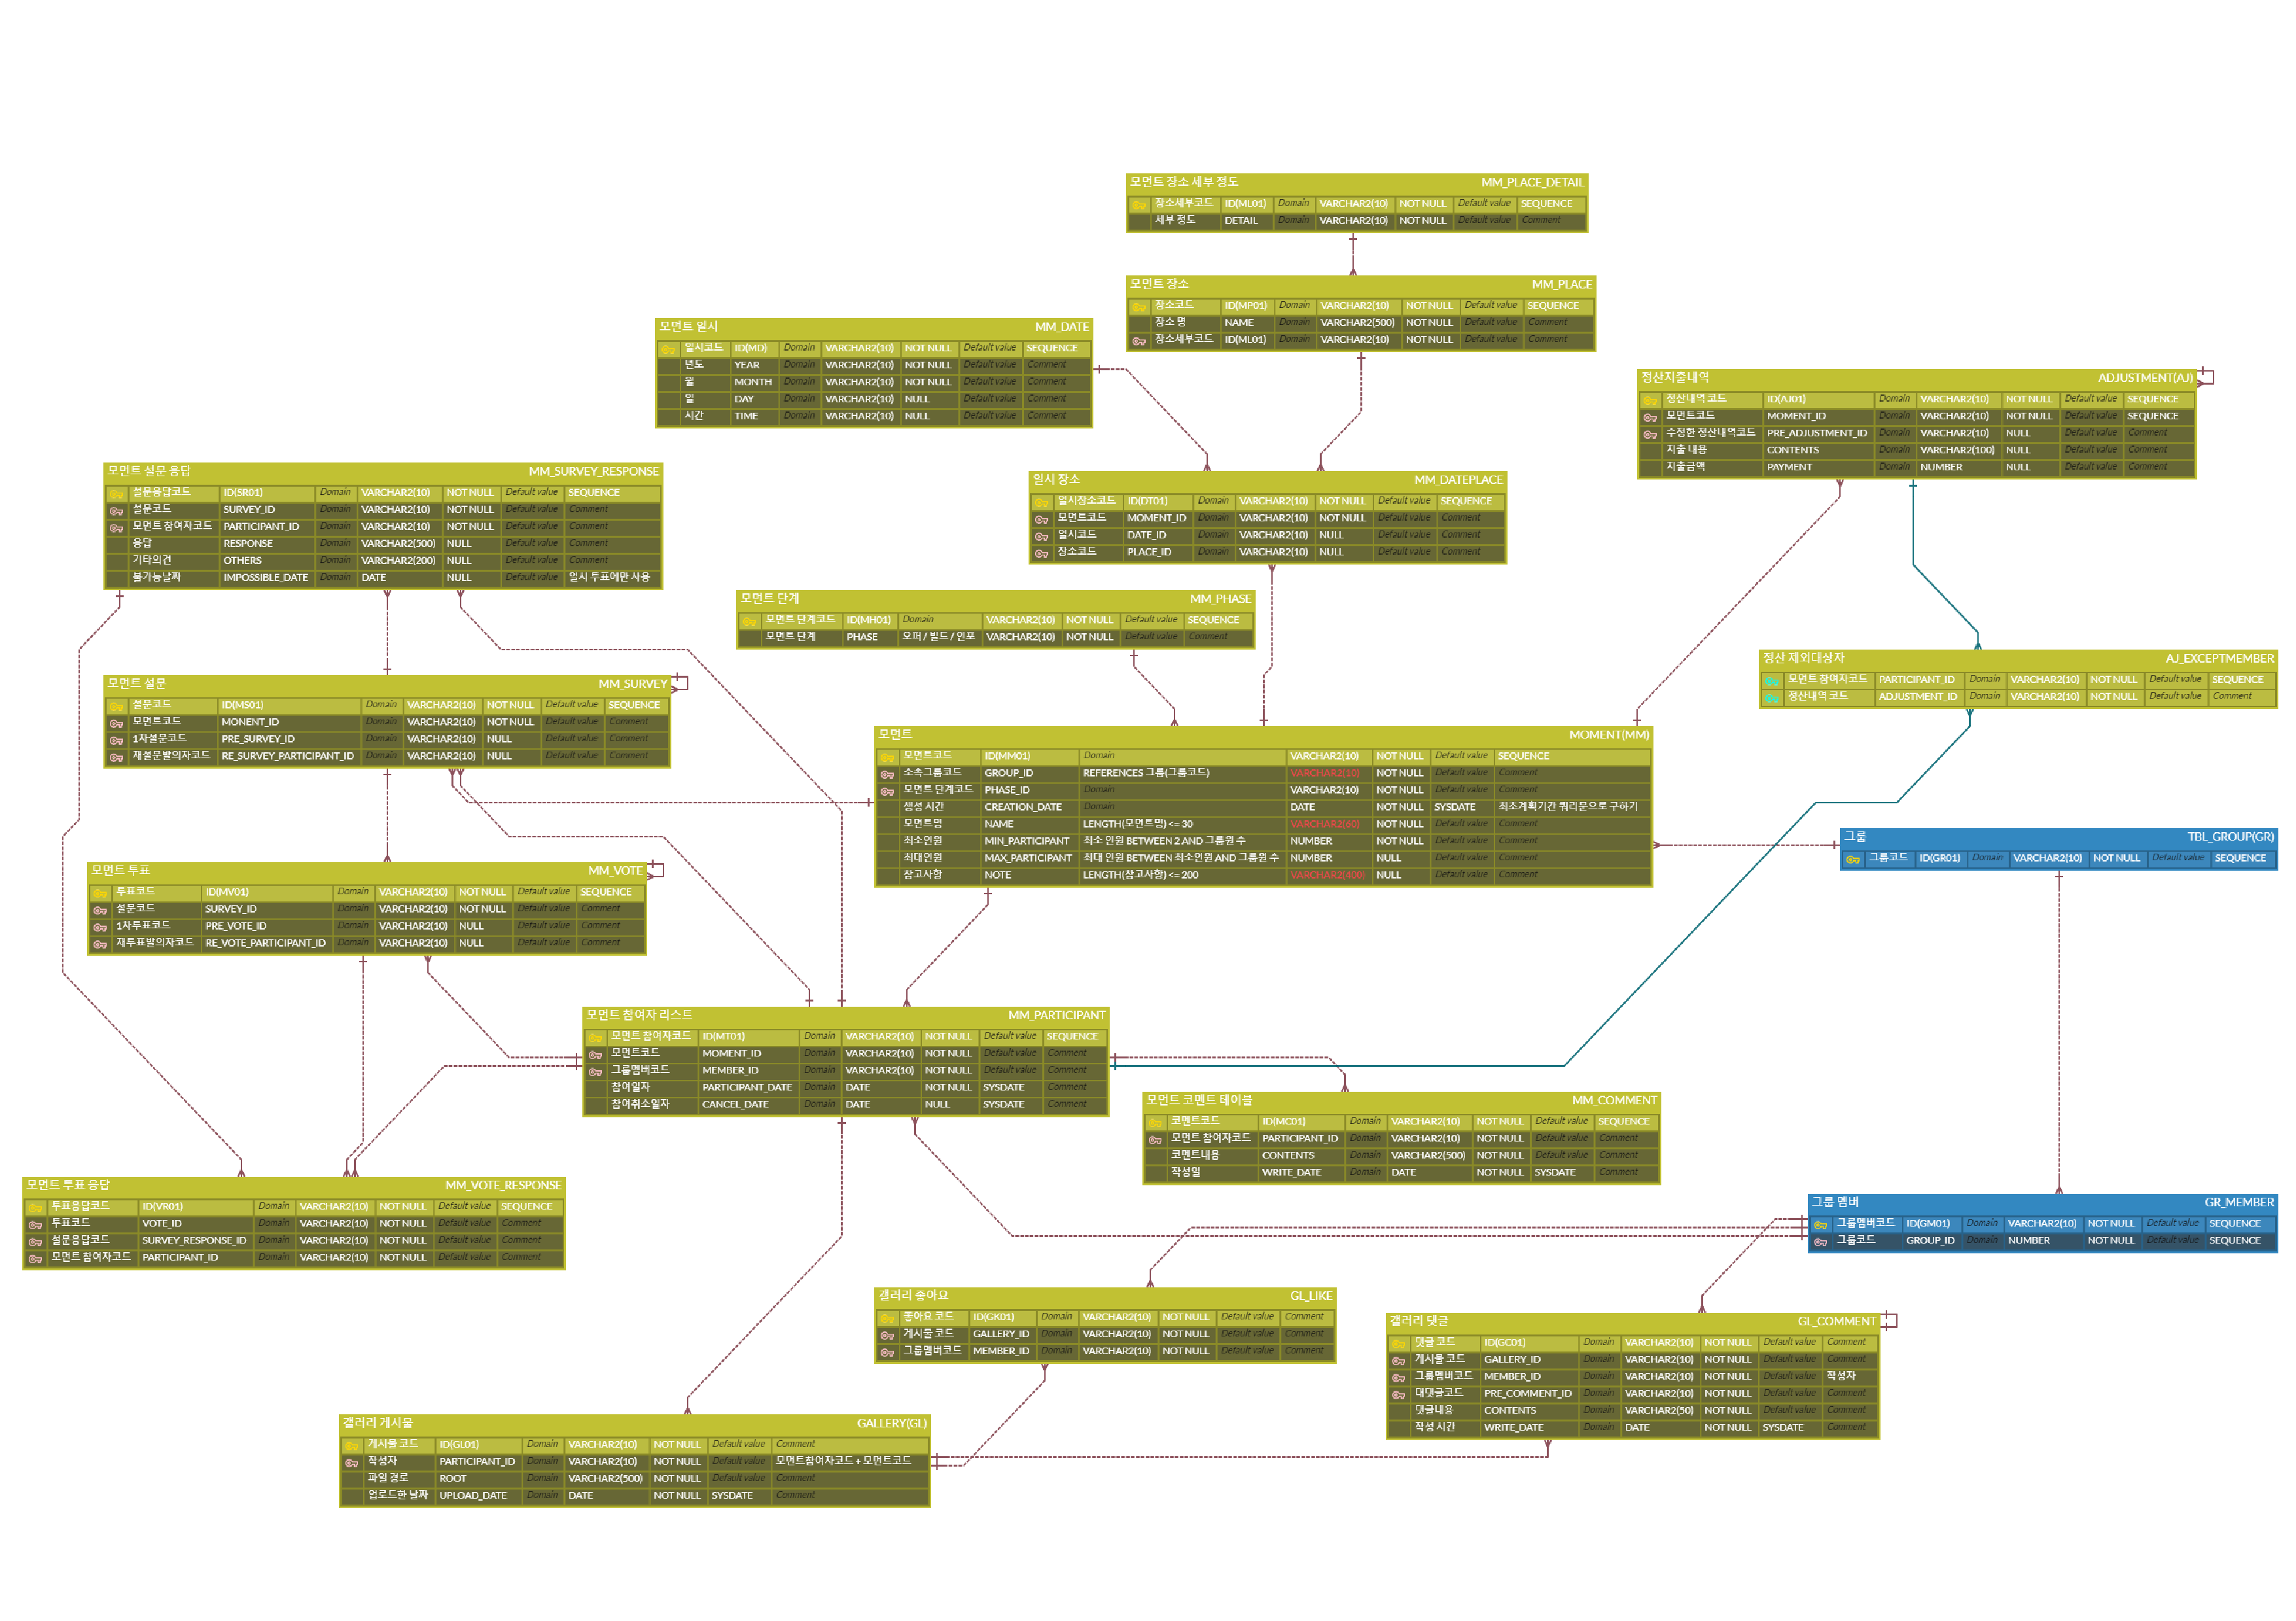 모먼트 장소 세부 정도 MM_PLACE_DETAIL
장소세부코드 ID(ML01) Domain VARCHAR2(10) NOT NULL Default value SEQUENCE
세부 정도 DETAIL Domain VARCHAR2(10) NOT NULL Default value Comment
모먼트 장소 MM_PLACE
장소코드 ID(MP01) Domain VARCHAR2(10) NOT NULL Default value SEQUENCE
장소 명 NAME Domain VARCHAR2(500) NOT NULL Default value Comment
장소세부코드 ID(ML01) Domain VARCHAR2(10) NOT NULL Default value Comment
모먼트 일시 MM_DATE
일시코드 ID(MD) Domain VARCHAR2(10) NOT NULL Default value SEQUENCE
년도 YEAR Domain VARCHAR2(10) NOT NULL Default value Comment
월 MONTH Domain VARCHAR2(10) NOT NULL Default value Comment
일 DAY Domain VARCHAR2(10) NULL Default value Comment
시간 TIME Domain VARCHAR2(10) NULL Default value Comment
정산지출내역 ADJUSTMENT(AJ)
정산내역 코드 ID(AJ01) Domain VARCHAR2(10) NOT NULL Default value SEQUENCE
모먼트코드 MOMENT_ID Domain VARCHAR2(10) NOT NULL Default value SEQUENCE
수정한 정산내역코드 PRE_ADJUSTMENT_ID Domain VARCHAR2(10) NULL Default value Comment
지출 내용 CONTENTS Domain VARCHAR2(100) NULL Default value Comment
지출금액 PAYMENT Domain NUMBER NULL Default value Comment
모먼트 설문 응답 MM_SURVEY_RESPONSE
설문응답코드 ID(SR01) Domain VARCHAR2(10) NOT NULL Default value SEQUENCE
설문코드 SURVEY_ID Domain VARCHAR2(10) NOT NULL Default value Comment
모먼트 참여자코드 PARTICIPANT_ID Domain VARCHAR2(10) NOT NULL Default value Comment
응답 RESPONSE Domain VARCHAR2(500) NULL Default value Comment
기타의견 OTHERS Domain VARCHAR2(200) NULL Default value Comment
불가능날짜 IMPOSSIBLE_DATE Domain DATE NULL Default value 일시 투표에만 사용
일시 장소 MM_DATEPLACE
일시장소코드 ID(DT01) Domain VARCHAR2(10) NOT NULL Default value SEQUENCE
모먼트코드 MOMENT_ID Domain VARCHAR2(10) NOT NULL Default value Comment
일시코드 DATE_ID Domain VARCHAR2(10) NULL Default value Comment
장소코드 PLACE_ID Domain VARCHAR2(10) NULL Default value Comment
모먼트 단계 MM_PHASE
모먼트 단계코드 ID(MH01) Domain VARCHAR2(10) NOT NULL Default value SEQUENCE
모먼트 단계 PHASE 오퍼 / 빌드 / 인포 VARCHAR2(10) NOT NULL Default value Comment
정산 제외대상자 AJ_EXCEPTMEMBER
모먼트 참여자코드 PARTICIPANT_ID Domain VARCHAR2(10) NOT NULL Default value SEQUENCE
정산내역 코드 ADJUSTMENT_ID Domain VARCHAR2(10) NOT NULL Default value Comment
모먼트 설문 MM_SURVEY
설문코드 ID(MS01) Domain VARCHAR2(10) NOT NULL Default value SEQUENCE
모먼트코드 MONENT_ID Domain VARCHAR2(10) NOT NULL Default value Comment
1차설문코드 PRE_SURVEY_ID Domain VARCHAR2(10) NULL Default value Comment
재설문발의자코드 RE_SURVEY_PARTICIPANT_ID Domain VARCHAR2(10) NULL Default value Comment
모먼트 MOMENT(MM)
모먼트코드 ID(MM01) Domain VARCHAR2(10) NOT NULL Default value SEQUENCE
소속그룹코드 GROUP_ID REFERENCES 그룹(그룹코드) VARCHAR2(10) NOT NULL Default value Comment
모먼트 단계코드 PHASE_ID Domain VARCHAR2(10) NOT NULL Default value Comment
생성 시간 CREATION_DATE Domain DATE NOT NULL SYSDATE 최초계획기간 쿼리문으로 구하기
모먼트명 NAME LENGTH(모먼트명) <= 30 VARCHAR2(60) NOT NULL Default value Comment
최소인원 MIN_PARTICIPANT 최소 인원 BETWEEN 2 AND 그룹원 수 NUMBER NOT NULL Default value Comment
최대인원 MAX_PARTICIPANT 최대 인원 BETWEEN 최소인원 AND 그룹원 수 NUMBER NULL Default value Comment
참고사항 NOTE LENGTH(참고사항) <= 200 VARCHAR2(400) NULL Default value Comment
그룹 TBL_GROUP(GR)
그룹코드 ID(GR01) Domain VARCHAR2(10) NOT NULL Default value SEQUENCE
모먼트 투표 MM_VOTE
투표코드 ID(MV01) Domain VARCHAR2(10) NOT NULL Default value SEQUENCE
설문코드 SURVEY_ID Domain VARCHAR2(10) NOT NULL Default value Comment
1차투표코드 PRE_VOTE_ID Domain VARCHAR2(10) NULL Default value Comment
재투표발의자코드 RE_VOTE_PARTICIPANT_ID Domain VARCHAR2(10) NULL Default value Comment
모먼트 참여자 리스트 MM_PARTICIPANT
모먼트 참여자코드 ID(MT01) Domain VARCHAR2(10) NOT NULL Default value SEQUENCE
모먼트코드 MOMENT_ID Domain VARCHAR2(10) NOT NULL Default value Comment
그룹멤버코드 MEMBER_ID Domain VARCHAR2(10) NOT NULL Default value Comment
참여일자 PARTICIPANT_DATE Domain DATE NOT NULL SYSDATE Comment
참여취소일자 CANCEL_DATE Domain DATE NULL SYSDATE Comment
모먼트 코멘트 테이블 MM_COMMENT
코멘트코드 ID(MC01) Domain VARCHAR2(10) NOT NULL Default value SEQUENCE
모먼트 참여자코드 PARTICIPANT_ID Domain VARCHAR2(10) NOT NULL Default value Comment
코멘트내용 CONTENTS Domain VARCHAR2(500) NOT NULL Default value Comment
작성일 WRITE_DATE Domain DATE NOT NULL SYSDATE Comment
모먼트 투표 응답 MM_VOTE_RESPONSE
투표응답코드 ID(VR01) Domain VARCHAR2(10) NOT NULL Default value SEQUENCE
투표코드 VOTE_ID Domain VARCHAR2(10) NOT NULL Default value Comment
설문응답코드 SURVEY_RESPONSE_ID Domain VARCHAR2(10) NOT NULL Default value Comment
모먼트 참여자코드 PARTICIPANT_ID Domain VARCHAR2(10) NOT NULL Default value Comment
그룹 멤버 GR_MEMBER
그룹멤버코드 ID(GM01) Domain VARCHAR2(10) NOT NULL Default value SEQUENCE
그룹코드 GROUP_ID Domain NUMBER NOT NULL Default value SEQUENCE
갤러리 좋아요 GL_LIKE
좋아요 코드 ID(GK01) Domain VARCHAR2(10) NOT NULL Default value Comment
게시물 코드 GALLERY_ID Domain VARCHAR2(10) NOT NULL Default value Comment
그룹멤버코드 MEMBER_ID Domain VARCHAR2(10) NOT NULL Default value Comment
갤러리 댓글 GL_COMMENT
댓글 코드 ID(GC01) Domain VARCHAR2(10) NOT NULL Default value Comment
게시물 코드 GALLERY_ID Domain VARCHAR2(10) NOT NULL Default value Comment
그룹멤버코드 MEMBER_ID Domain VARCHAR2(10) NOT NULL Default value 작성자
대댓글코드 PRE_COMMENT_ID Domain VARCHAR2(10) NOT NULL Default value Comment
댓글내용 CONTENTS Domain VARCHAR2(50) NOT NULL Default value Comment
작성 시간 WRITE_DATE Domain DATE NOT NULL SYSDATE Comment
갤러리 게시물 GALLERY(GL)
게시물 코드 ID(GL01) Domain VARCHAR2(10) NOT NULL Default value Comment
작성자 PARTICIPANT_ID Domain VARCHAR2(10) NOT NULL Default value 모먼트참여자코드 + 모먼트코드
파일 경로 ROOT Domain VARCHAR2(500) NOT NULL Default value Comment
업로드한 날짜 UPLOAD_DATE Domain DATE NOT NULL SYSDATE Comment